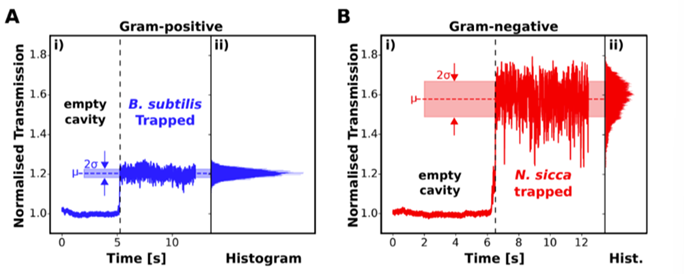 A
Gram-positive
Normalised Transmission
1.8
1.6
1.4
1.2
1.0
i)
ii)
empty
cavity
B. subtilis
Trapped
2σ
μ
0
5
10
Time [s]
Histogram
B
Gram-negative
Normalised Transmission
1.8
1.6
1.4
1.2
1.0
i)
ii)
2σ
μ
empty
cavity
N. sicca
trapped
0
2
4
6
8
10
12
Time [s]
Hist.